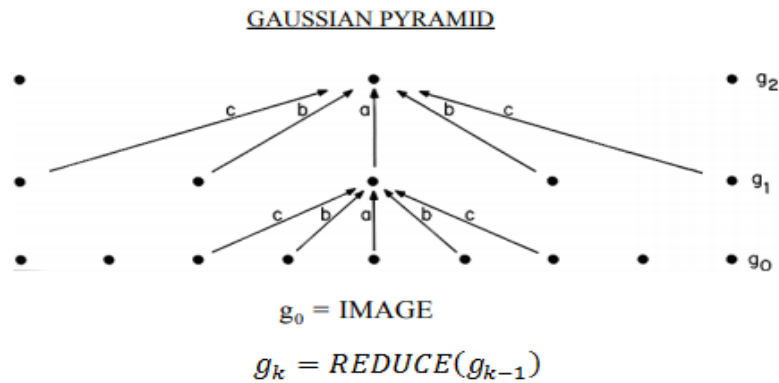 GAUSSIAN PYRAMID
g₂
c b a b c
g₁
c b a b c
g₀
g₀ = IMAGE
gₖ = REDUCE(gₖ₋₁)